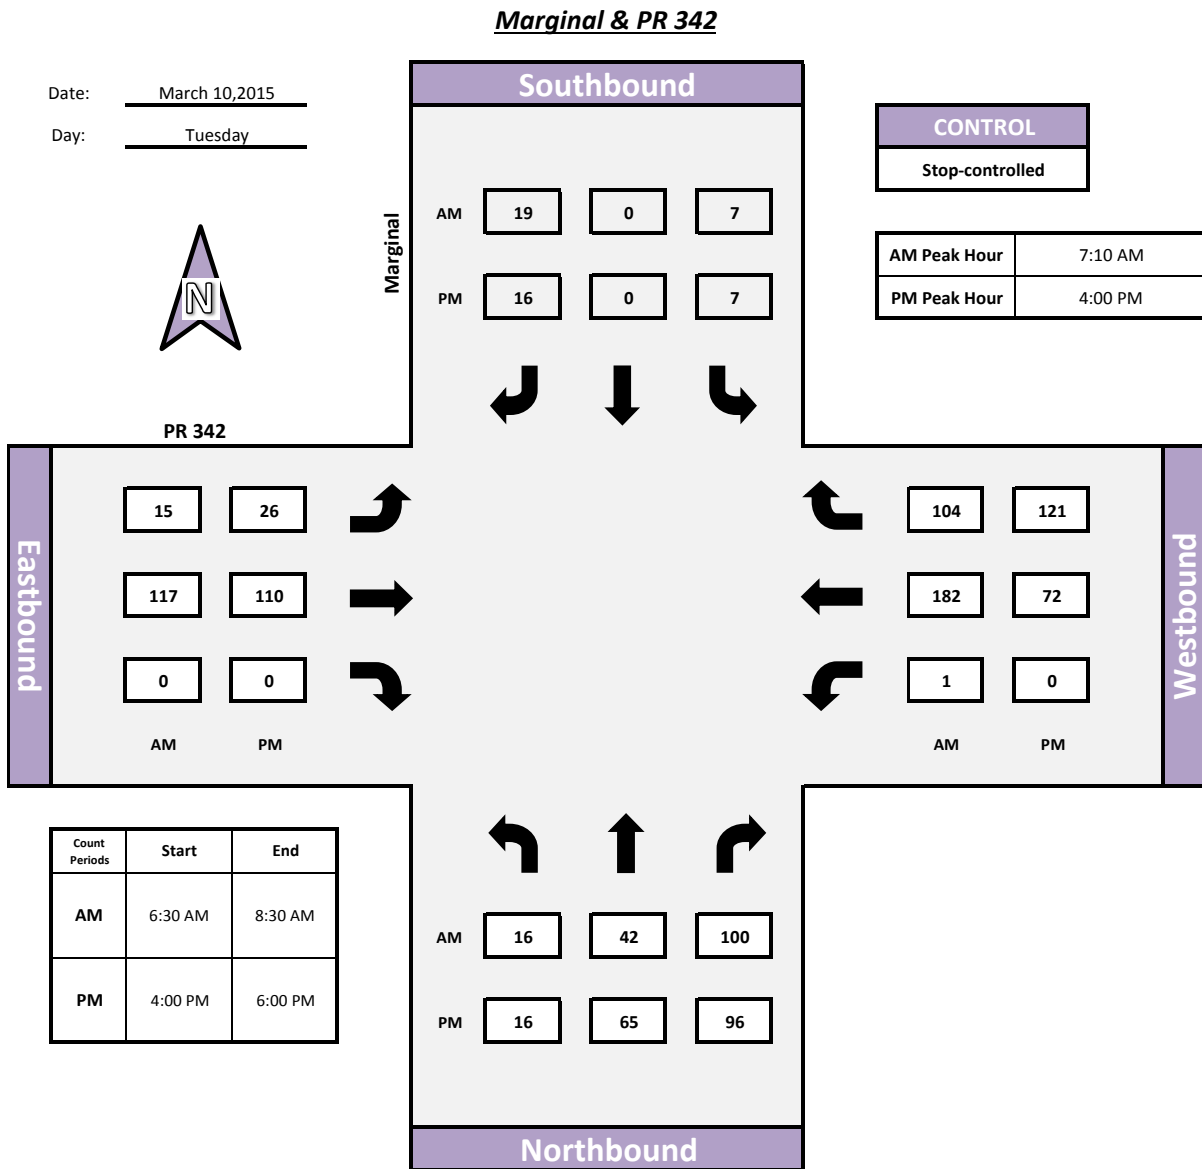 Marginal & PR 342
Southbound
Date: March 10,2015
Day: Tuesday
CONTROL
Stop-controlled
AM Peak Hour 7:10 AM
PM Peak Hour 4:00 PM
N
Marginal
AM 19 0 7
PM 16 0 7
PR 342
Eastbound
15 26
117 110
0 0
AM PM
104 121
182 72
1 0
AM PM
Westbound
Count Periods Start End
AM 6:30 AM 8:30 AM
PM 4:00 PM 6:00 PM
AM 16 42 100
PM 16 65 96
Northbound